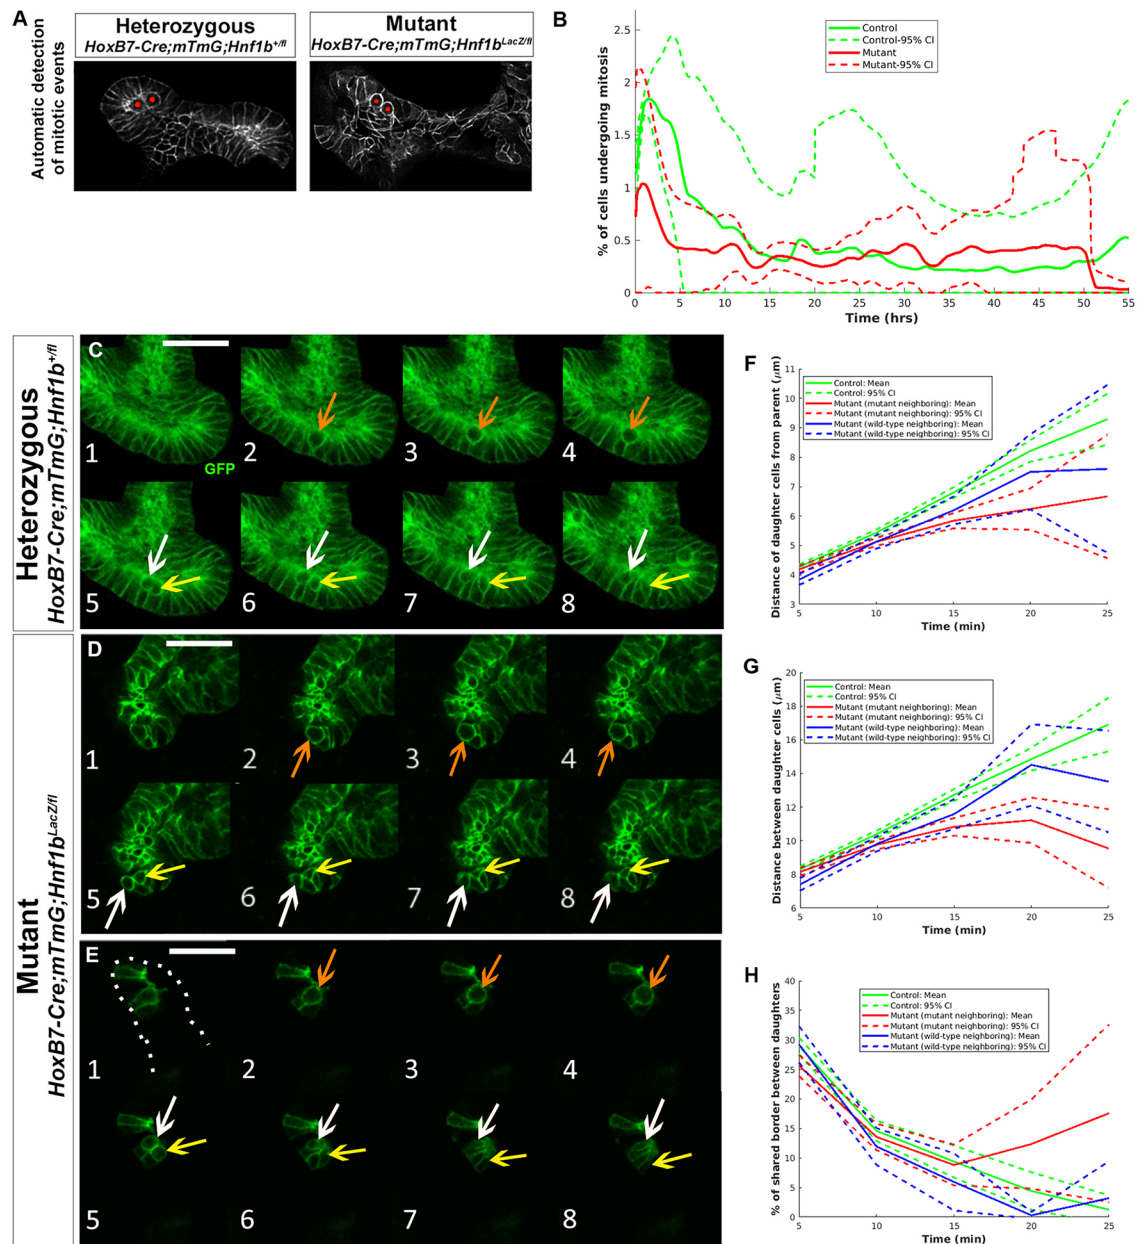 A
Heterozygous
HoxB7-Cre;mTmG;Hnf1b+/fl
Mutant
HoxB7-Cre;mTmG;Hnf1bLacZ/fl
Automatic detection
of mitotic events
B
% of cells undergoing mitosis
2.5
2
1.5
1
0.5
0
Control
Control-95% CI
Mutant
Mutant-95% CI
0 5 10 15 20 25 30 35 40 45 50 55
Time (hrs)
Heterozygous
HoxB7-Cre;mTmG;Hnf1b+/fl
C
1 2 3 4
GFP
5 6 7 8
Mutant
HoxB7-Cre;mTmG;Hnf1bLacZ/fl
D
1 2 3 4
5 6 7 8
E
1 2 3 4
5 6 7 8
F
Distance of daughter cells from parent (μm)
11
10
9
8
7
6
5
4
3
Control: Mean
Control: 95% CI
Mutant (mutant neighboring): Mean
Mutant (mutant neighboring): 95% CI
Mutant (wild-type neighboring): Mean
Mutant (wild-type neighboring): 95% CI
5 10 15 20 25
Time (min)
G
Distance between daughter cells (μm)
20
18
16
14
12
10
8
6
Control: Mean
Control: 95% CI
Mutant (mutant neighboring): Mean
Mutant (mutant neighboring): 95% CI
Mutant (wild-type neighboring): Mean
Mutant (wild-type neighboring): 95% CI
5 10 15 20 25
Time (min)
H
% of shared border between daughters
40
35
30
25
20
15
10
5
0
Control: Mean
Control: 95% CI
Mutant (mutant neighboring): Mean
Mutant (mutant neighboring): 95% CI
Mutant (wild-type neighboring): Mean
Mutant (wild-type neighboring): 95% CI
5 10 15 20 25
Time (min)